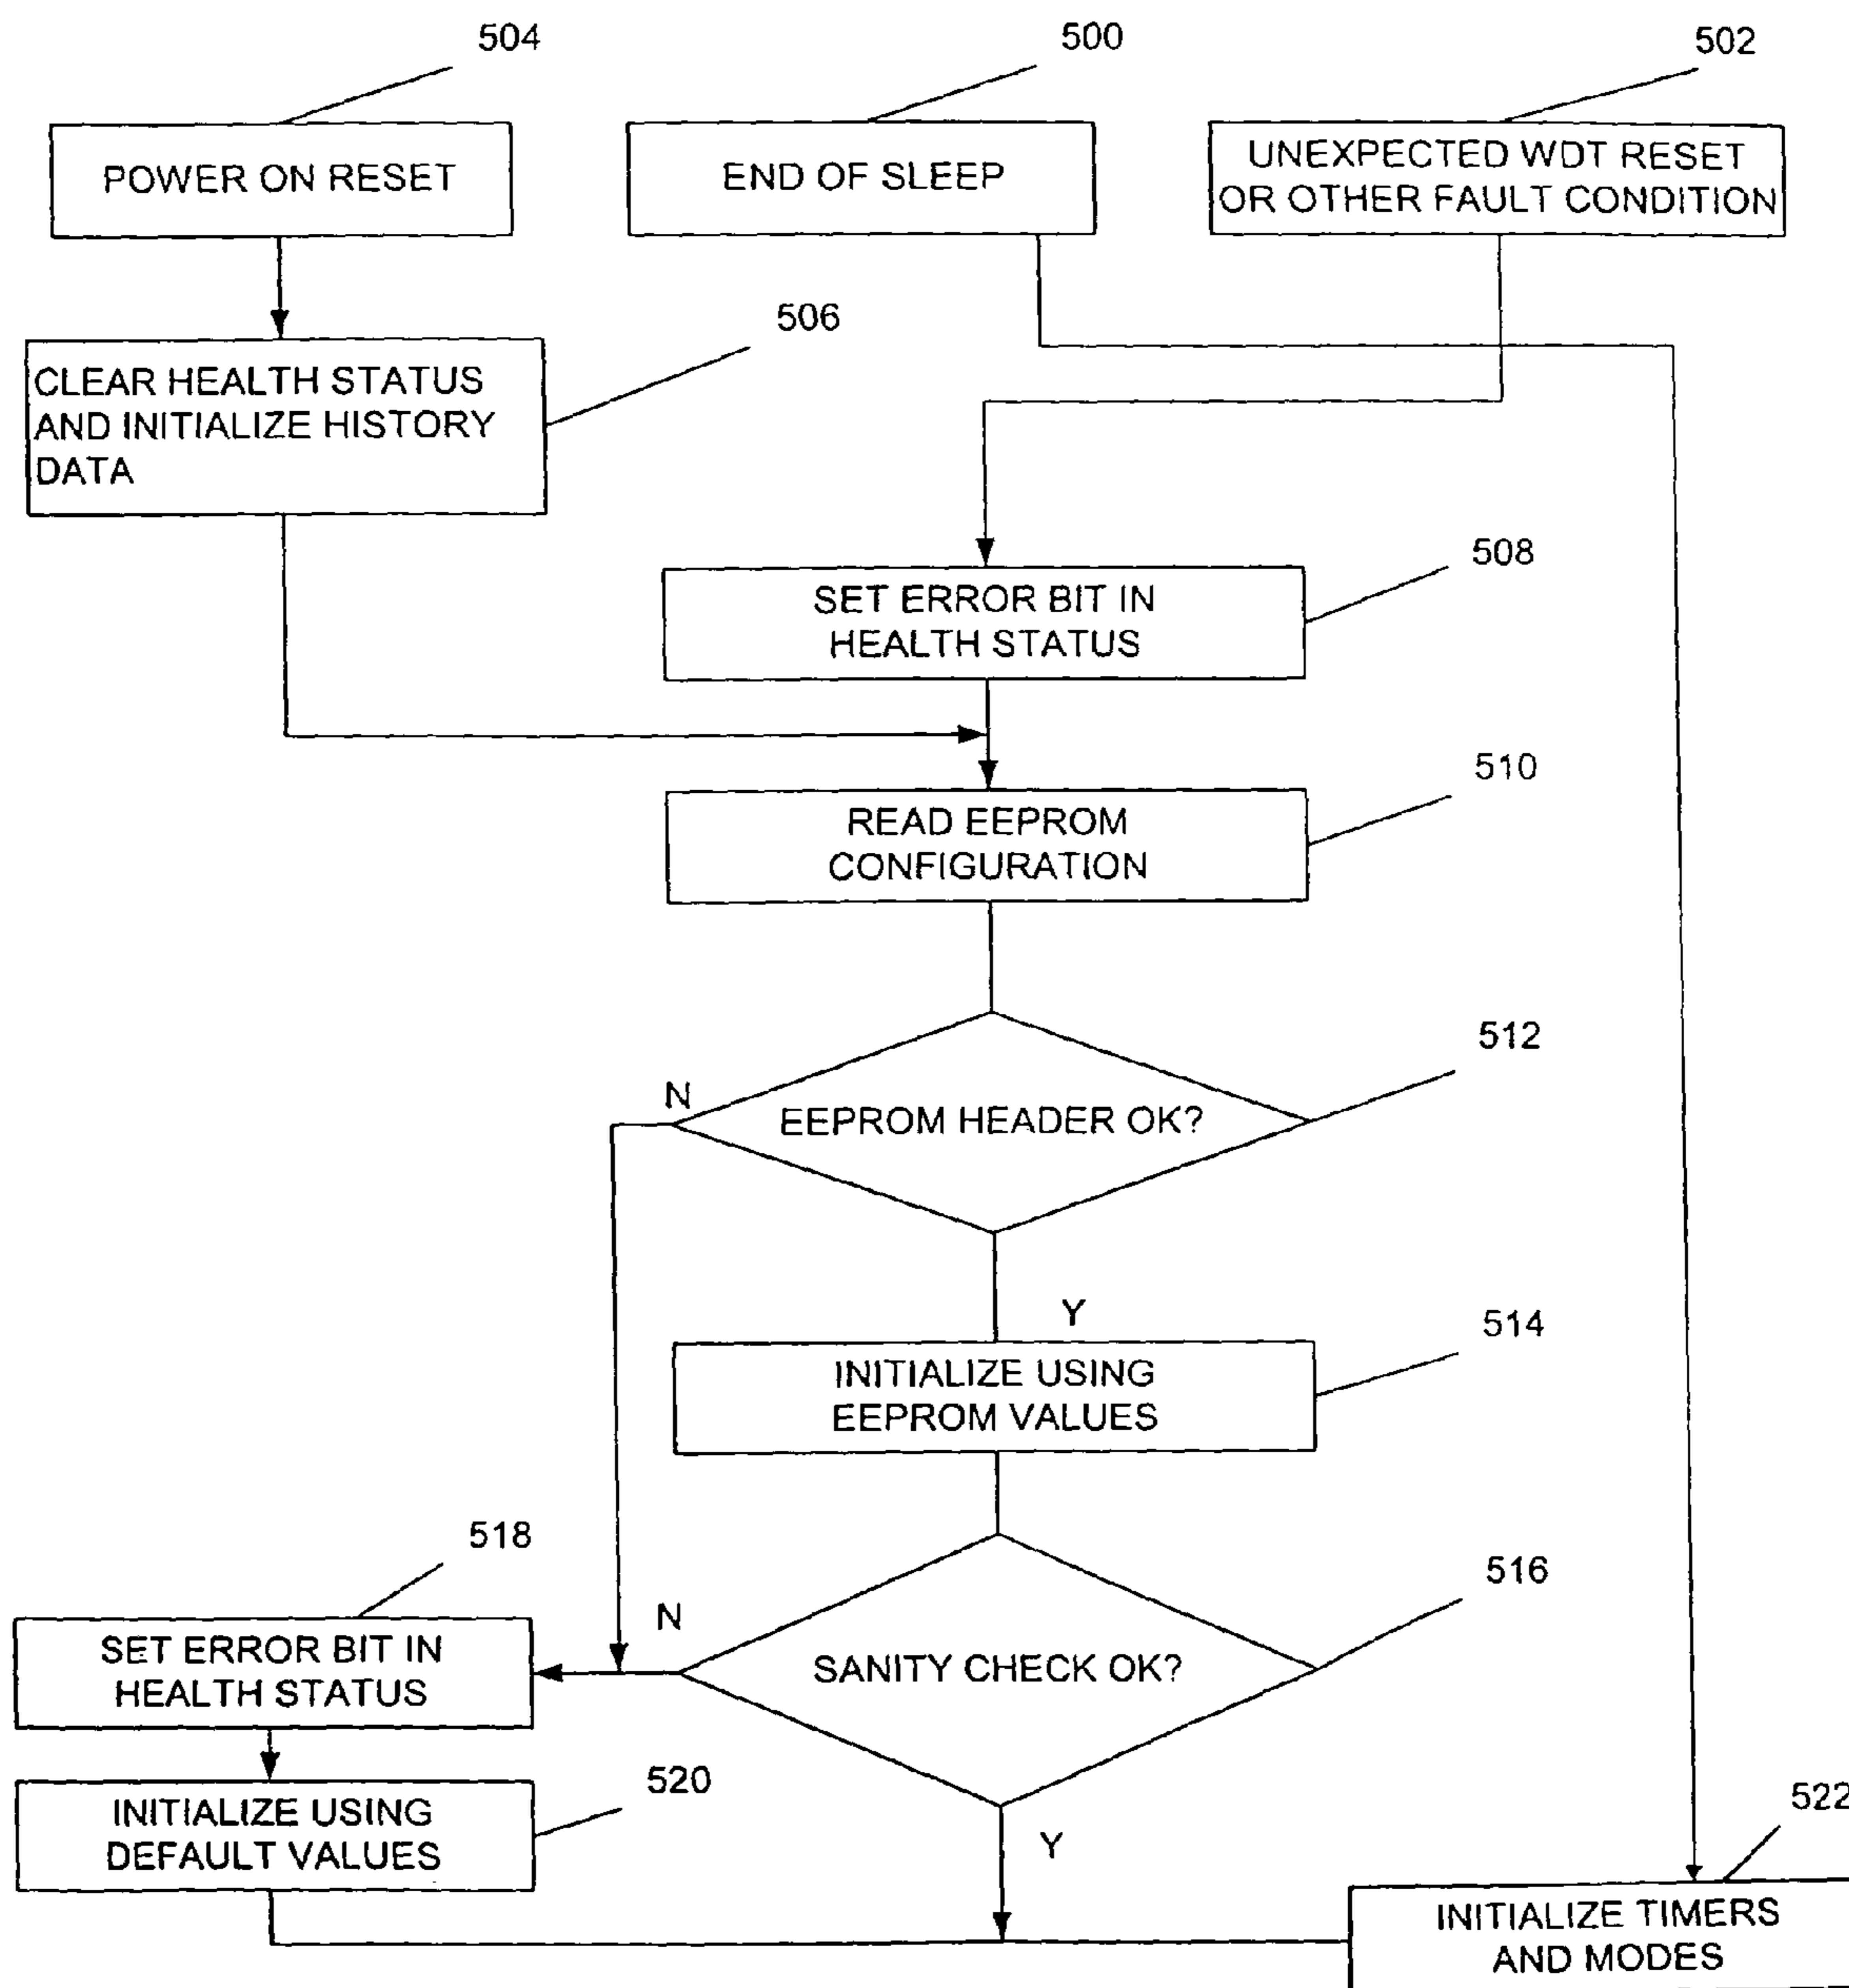 504
500
502
POWER ON RESET
END OF SLEEP
UNEXPECTED WDT RESET
OR OTHER FAULT CONDITION
506
CLEAR HEALTH STATUS
AND INITIALIZE HISTORY
DATA
508
SET ERROR BIT IN
HEALTH STATUS
510
READ EEPROM
CONFIGURATION
512
N
EEPROM HEADER OK?
Y
514
INITIALIZE USING
EEPROM VALUES
518
516
N
SET ERROR BIT IN
HEALTH STATUS
SANITY CHECK OK?
520
522
INITIALIZE USING
DEFAULT VALUES
Y
INITIALIZE TIMERS
AND MODES